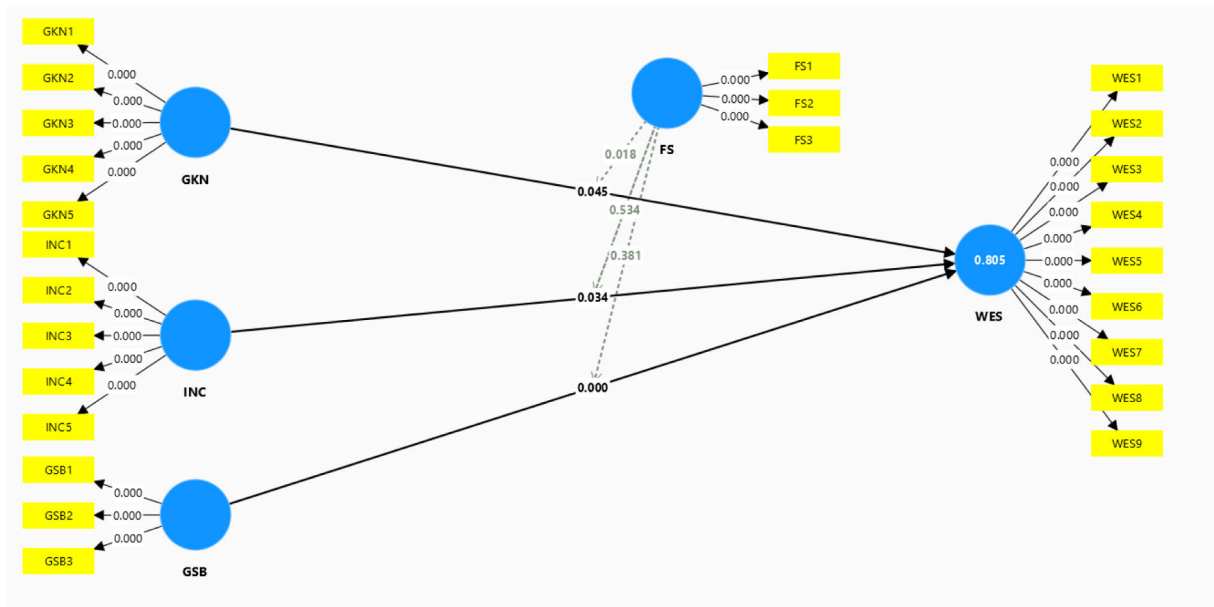 GKN1
GKN2
GKN3
GKN4
GKN5
0.000
0.000
0.000
0.000
0.000
GKN
INC1
INC2
INC3
INC4
INC5
0.000
0.000
0.000
0.000
0.000
INC
GSB1
GSB2
GSB3
0.000
0.000
0.000
GSB
FS
0.000
0.000
0.000
FS1
FS2
FS3
0.018
0.045
0.534
0.381
0.034
0.000
0.805
WES
0.000
0.000
0.000
0.000
0.000
0.000
0.000
0.000
0.000
WES1
WES2
WES3
WES4
WES5
WES6
WES7
WES8
WES9